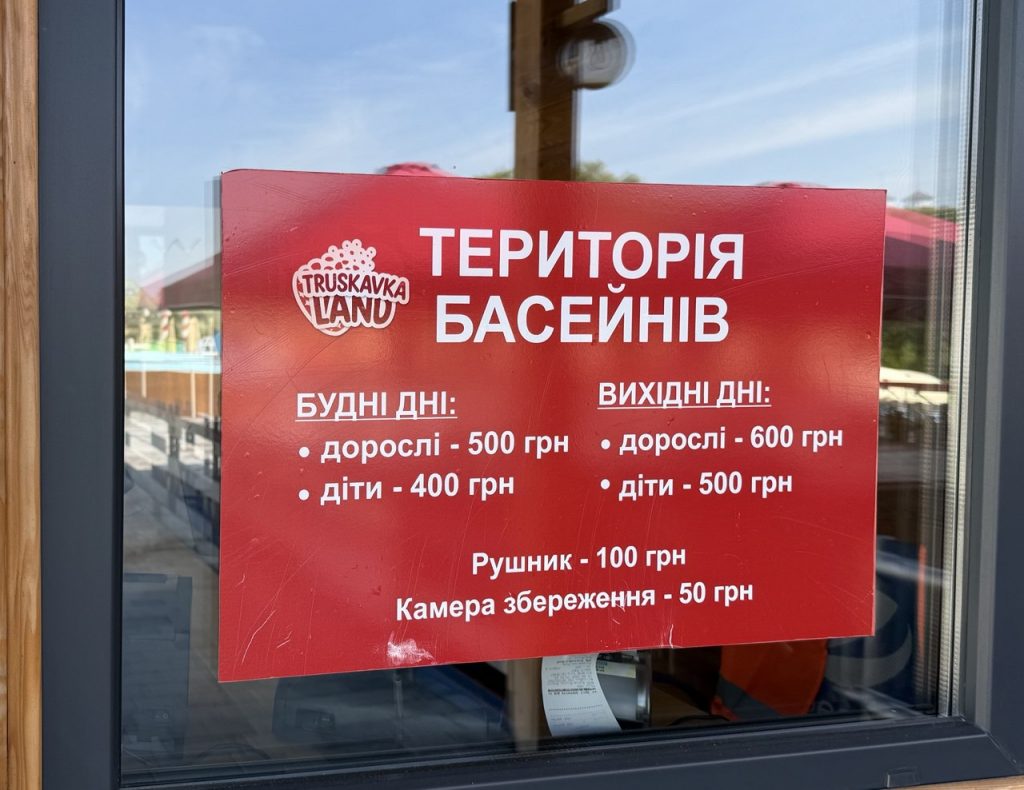 TRUSKAVKA
LAND
ТЕРИТОРІЯ
БАСЕЙНІВ
БУДНІ ДНІ:
• дорослі - 500 грн
• діти - 400 грн
ВИХІДНІ ДНІ:
• дорослі - 600 грн
• діти - 500 грн
Рушник - 100 грн
Камера збереження - 50 грн